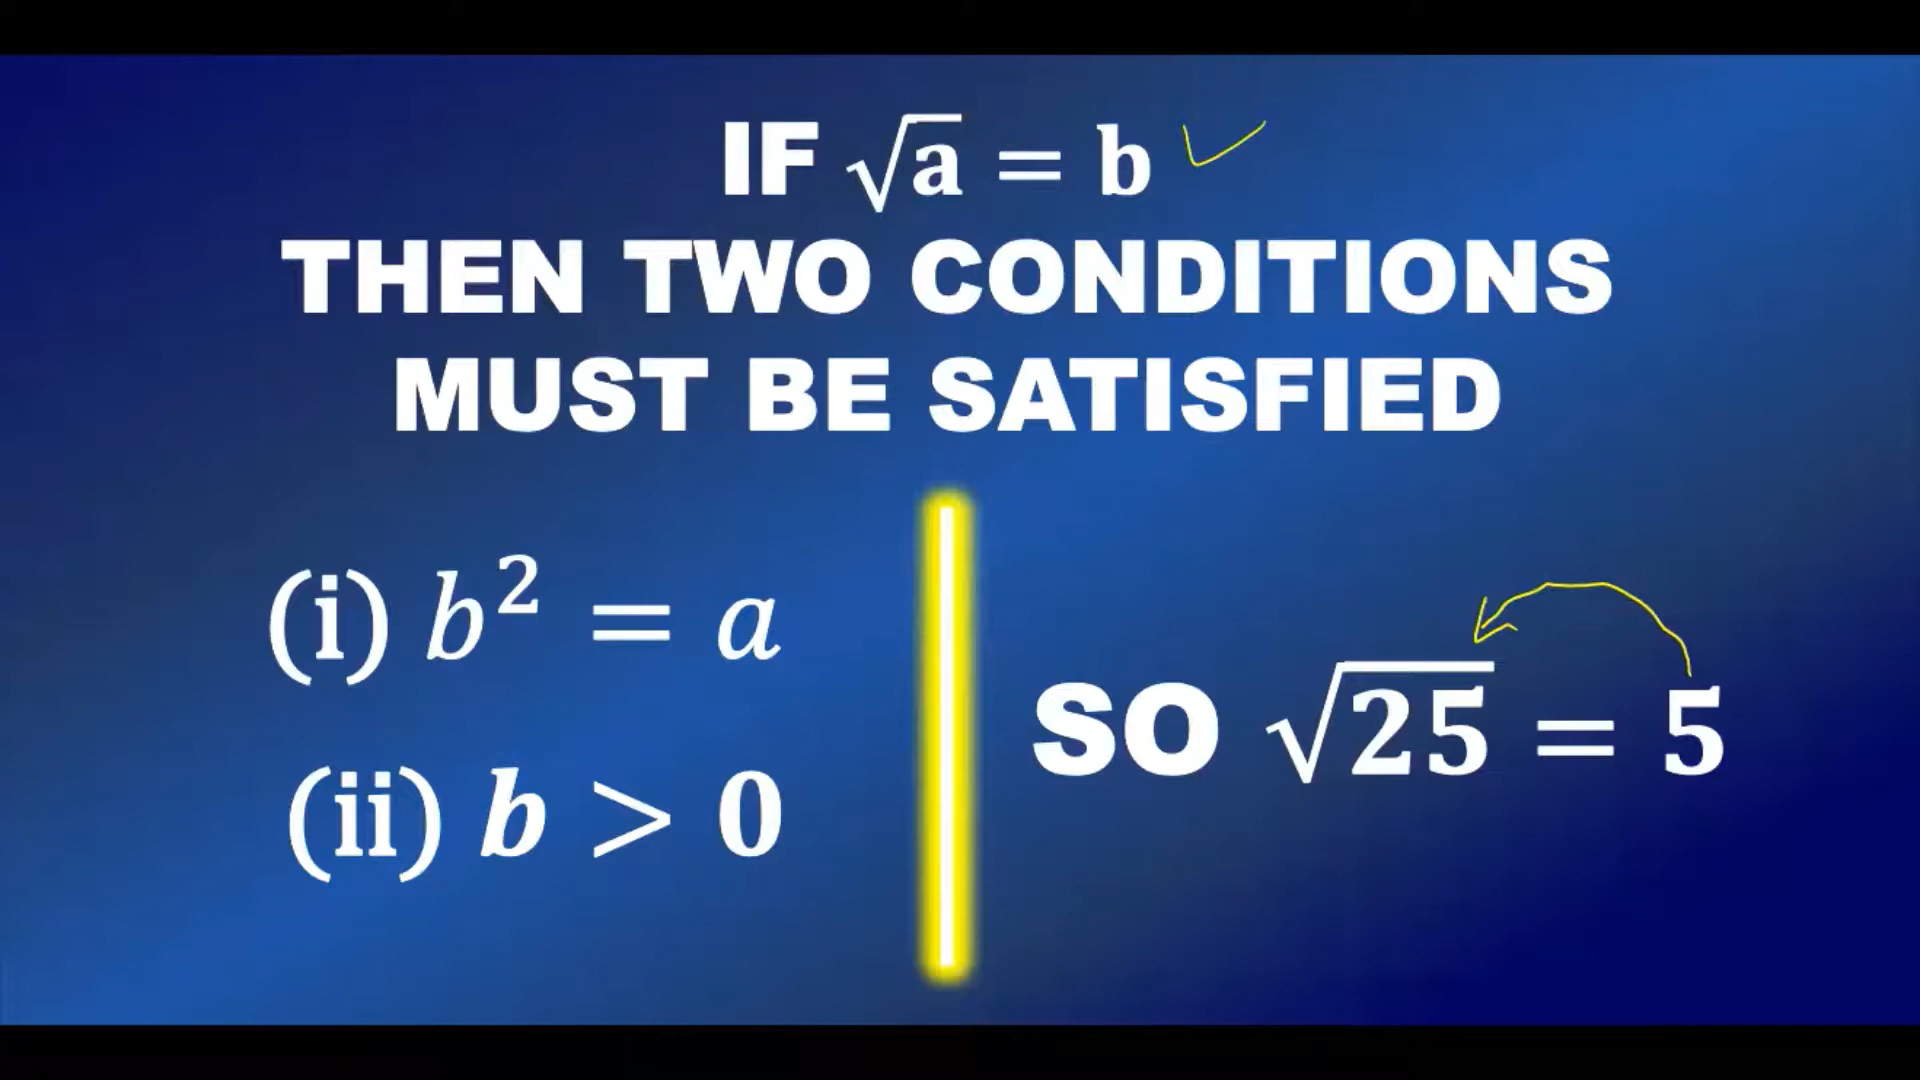 IF √a = b
THEN TWO CONDITIONS
MUST BE SATISFIED
(i) b² = a
(ii) b > 0
SO √25 = 5